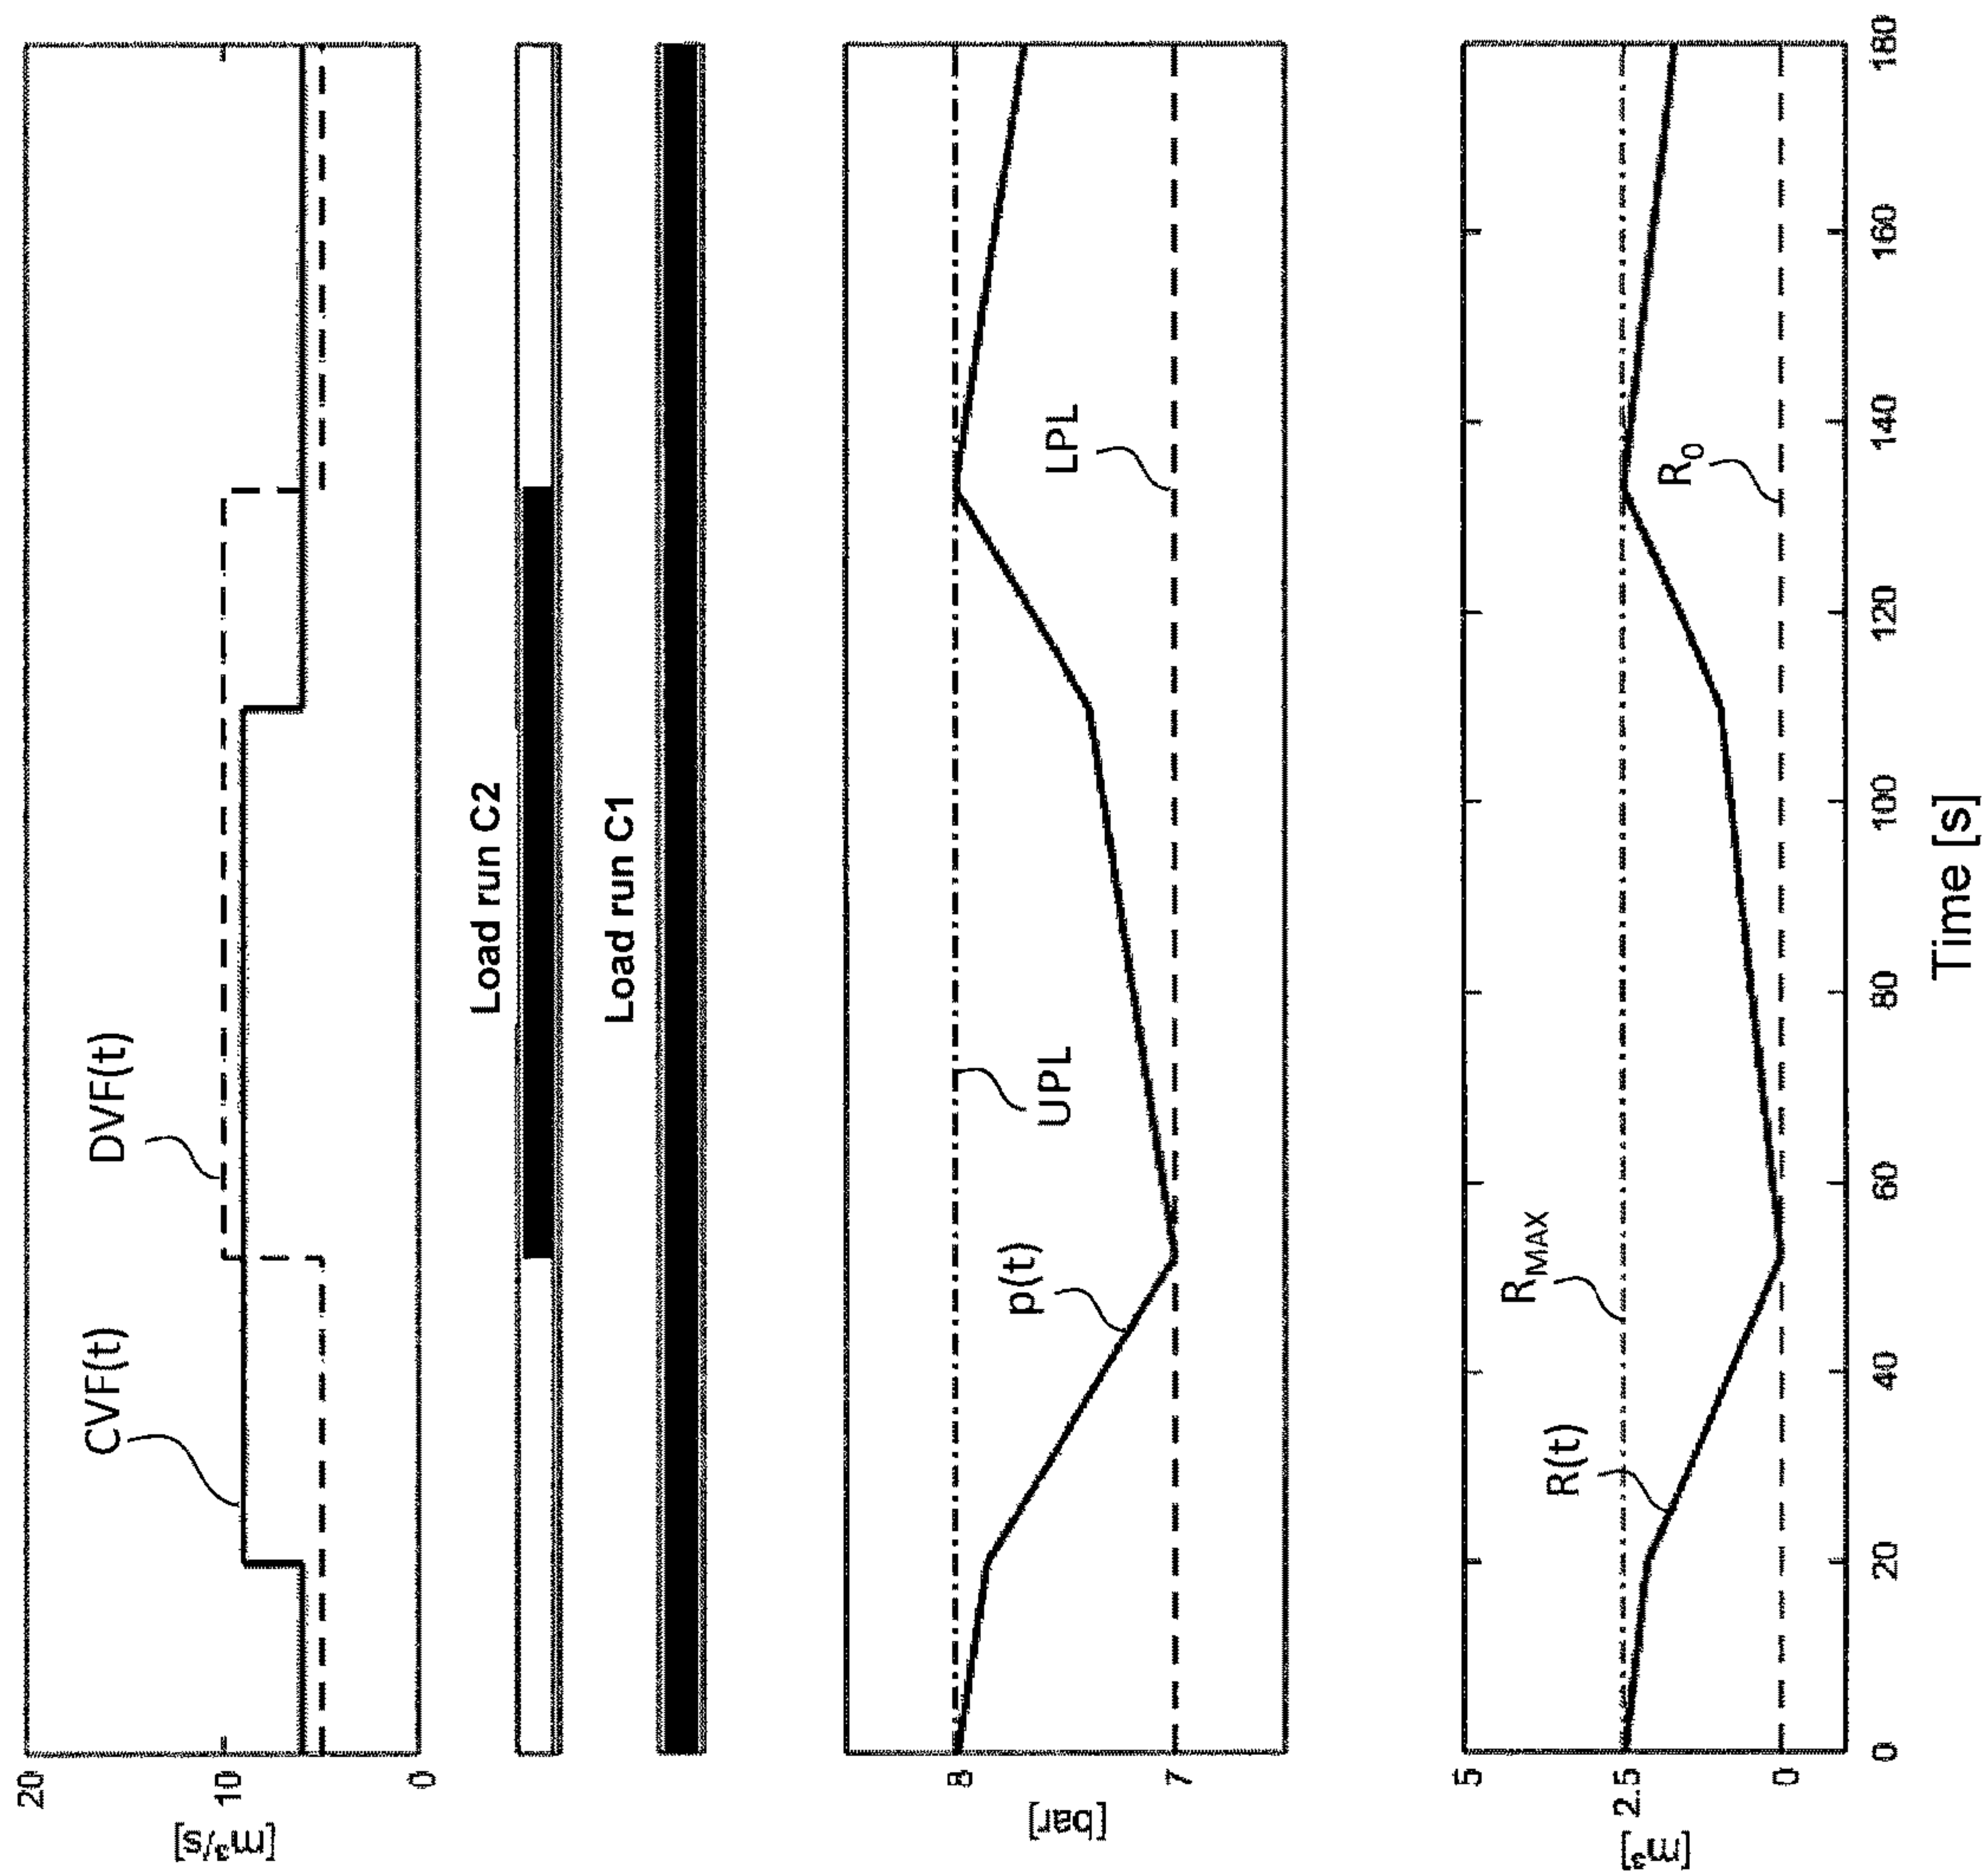 20
10
0
[m³/s]
CVF(t)
DVF(t)
Load run C2
Load run C1
8
7
[bar]
p(t)
UPL
LPL
5
2.5
0
[m³]
R(t)
R_MAX
R_0
0 20 40 60 80 100 120 140 160 180
Time [s]